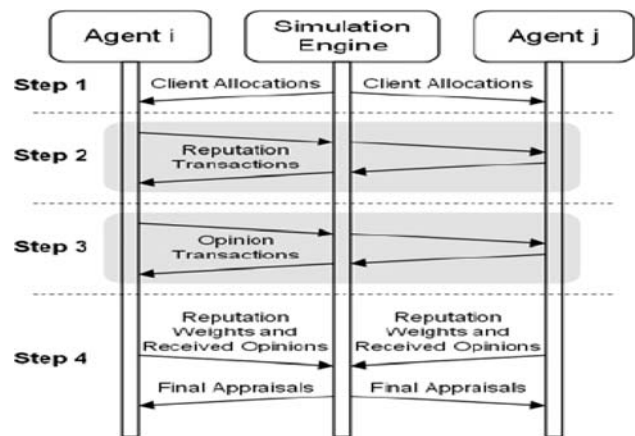 Agent i
Simulation
Engine
Agent j
Step 1
Client Allocations
Client Allocations
Step 2
Reputation
Transactions
Step 3
Opinion
Transactions
Step 4
Reputation
Weights and
Received Opinions
Reputation
Weights and
Received Opinions
Final Appraisals
Final Appraisals